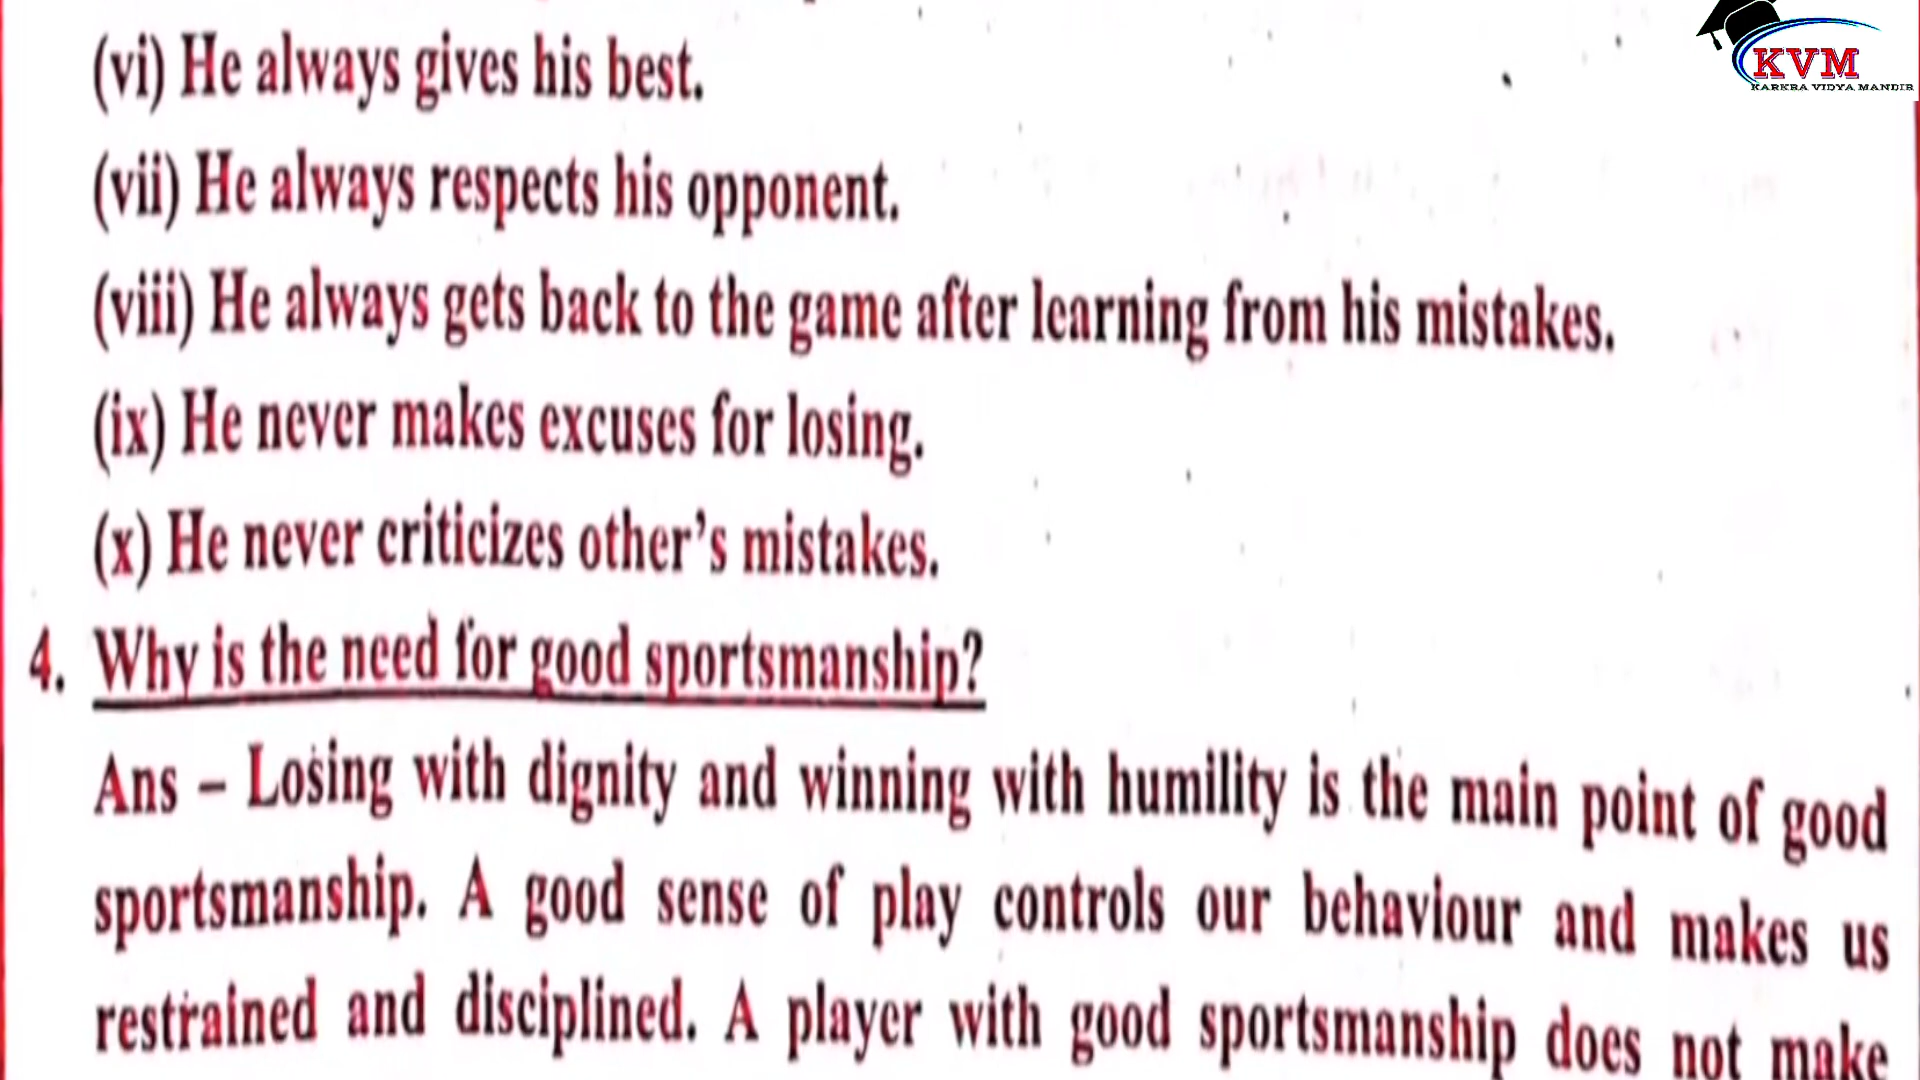 KVM
KARKRA VIDYA MANDIR
(vi) He always gives his best.
(vii) He always respects his opponent.
(viii) He always gets back to the game after learning from his mistakes.
(ix) He never makes excuses for losing.
(x) He never criticizes other's mistakes.
4. Why is the need for good sportsmanship?
Ans – Losing with dignity and winning with humility is the main point of good
sportsmanship. A good sense of play controls our behaviour and makes us
restrained and disciplined. A player with good sportsmanship does not make